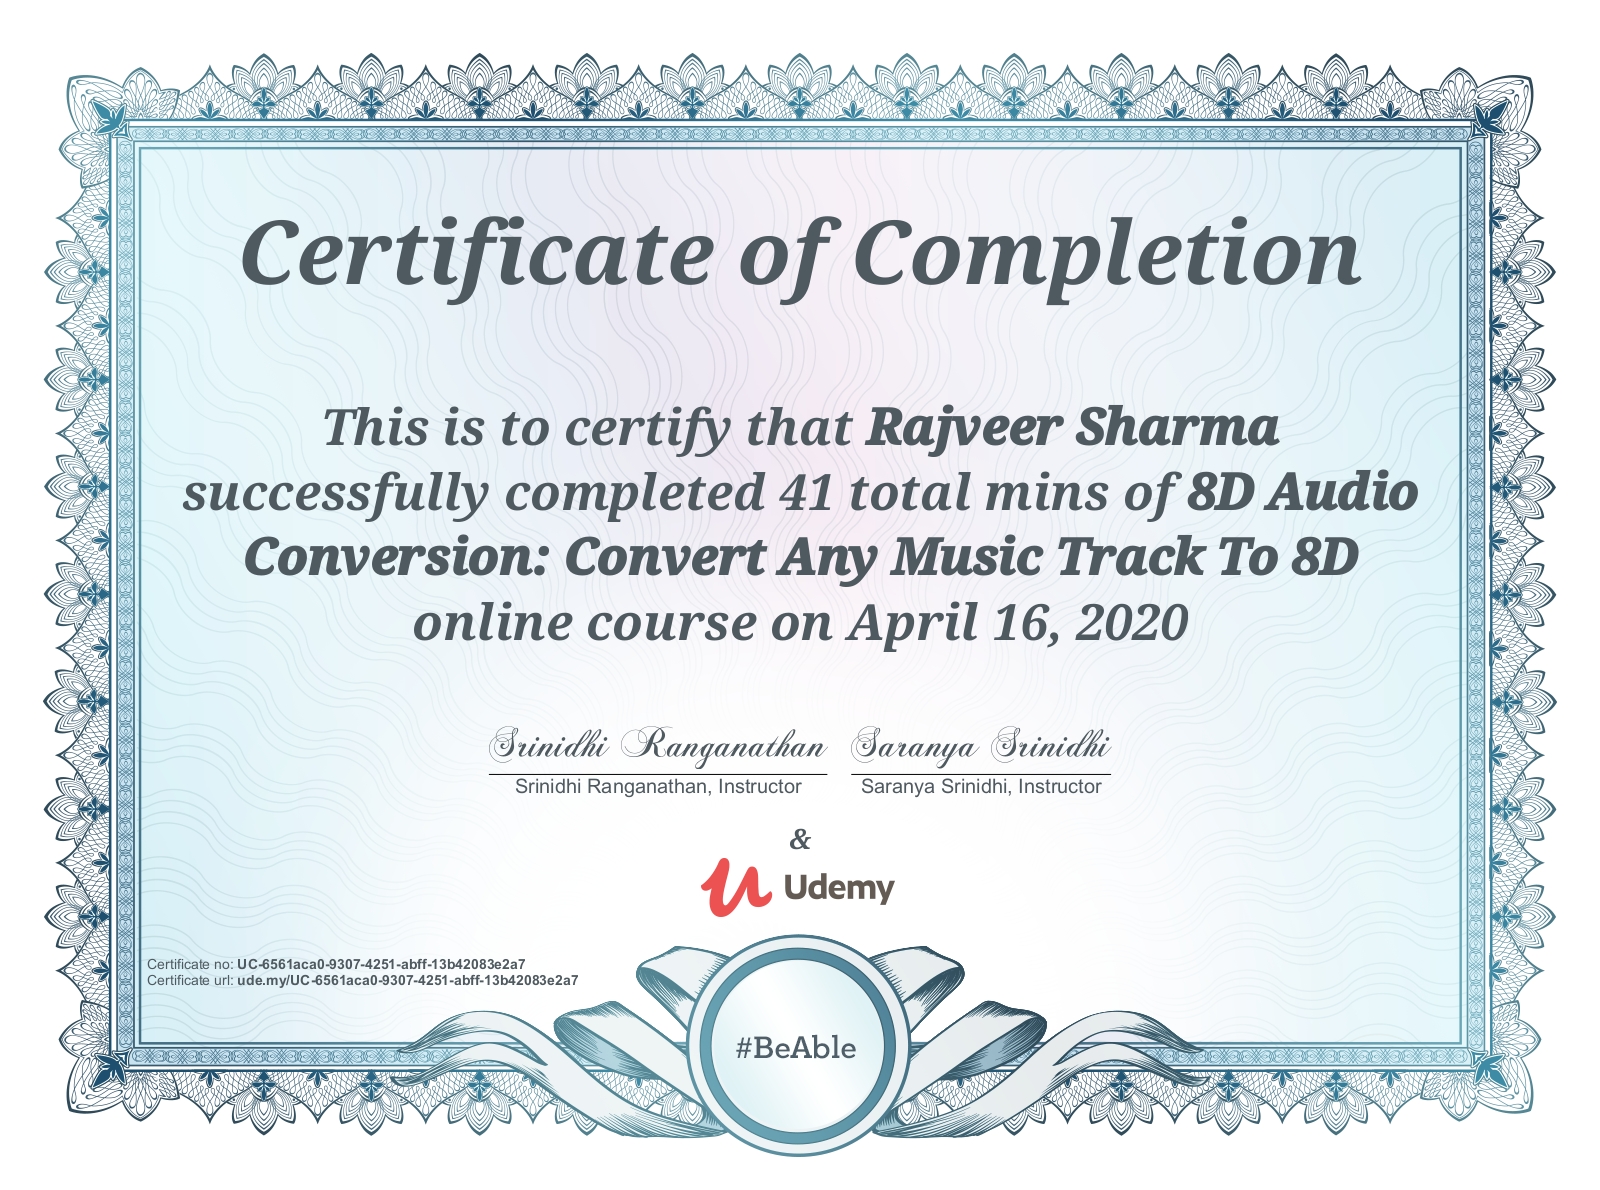 Certificate of Completion
This is to certify that Rajveer Sharma
successfully completed 41 total mins of 8D Audio
Conversion: Convert Any Music Track To 8D
online course on April 16, 2020
Srinidhi Ranganathan Saranya Srinidhi
Srinidhi Ranganathan, Instructor Saranya Srinidhi, Instructor
&
Udemy
Certificate no: UC-6561aca0-9307-4251-abff-13b42083e2a7
Certificate url: ude.my/UC-6561aca0-9307-4251-abff-13b42083e2a7
#BeAble